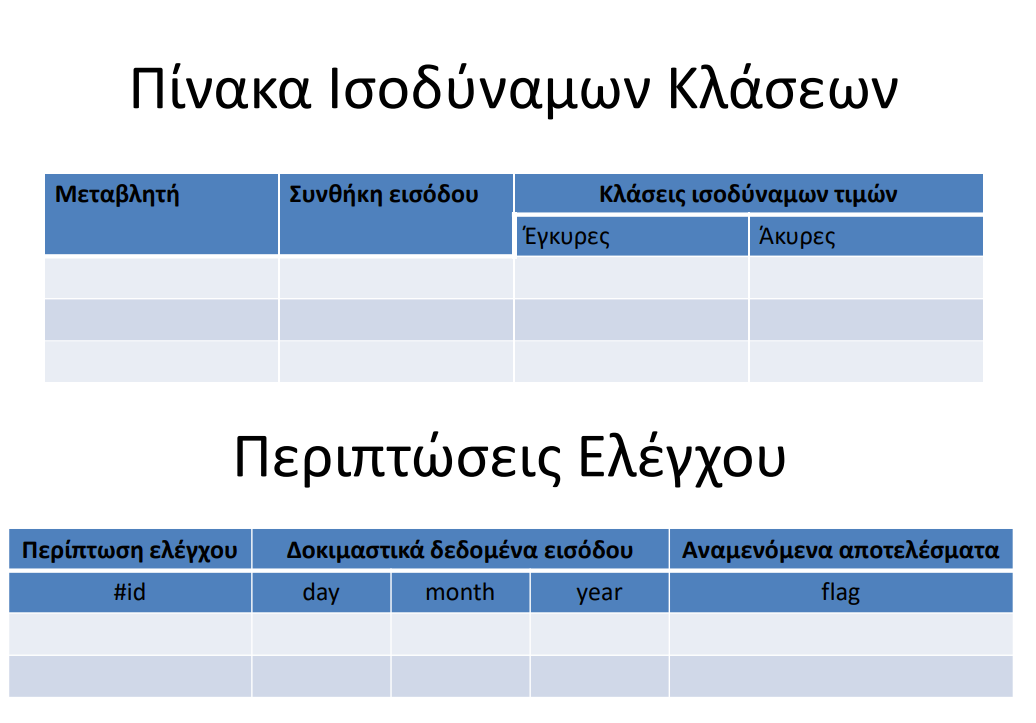 Πίνακα Ισοδύναμων Κλάσεων
Μεταβλητή Συνθήκη εισόδου Κλάσεις ισοδύναμων τιμών
Έγκυρες Άκυρες
Περιπτώσεις Ελέγχου
Περίπτωση ελέγχου Δοκιμαστικά δεδομένα εισόδου Αναμενόμενα αποτελέσματα
#id day month year flag